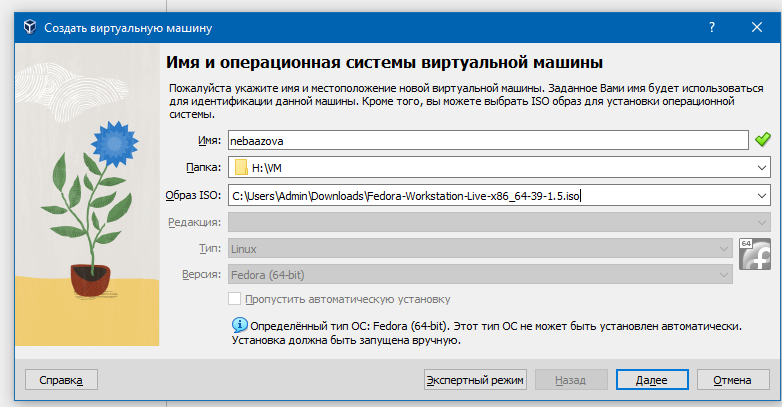 Создать виртуальную машину
Имя и операционная системы виртуальной машины
Пожалуйста укажите имя и местоположение новой виртуальной машины. Заданное Вами имя будет использоваться
для идентификации данной машины. Кроме того, вы можете выбрать ISO образ для установки операционной
системы.
Имя: nebaazova
Папка: H:\VM
Образ ISO: C:\Users\Admin\Downloads\Fedora-Workstation-Live-x86_64-39-1.5.iso
Редакция:
Тип: Linux
64
Версия: Fedora (64-bit)
Пропустить автоматическую установку
Определённый тип ОС: Fedora (64-bit). Этот тип ОС не может быть установлен автоматически.
Установка должна быть запущена вручную.
Справка Экспертный режим Назад Далее Отмена